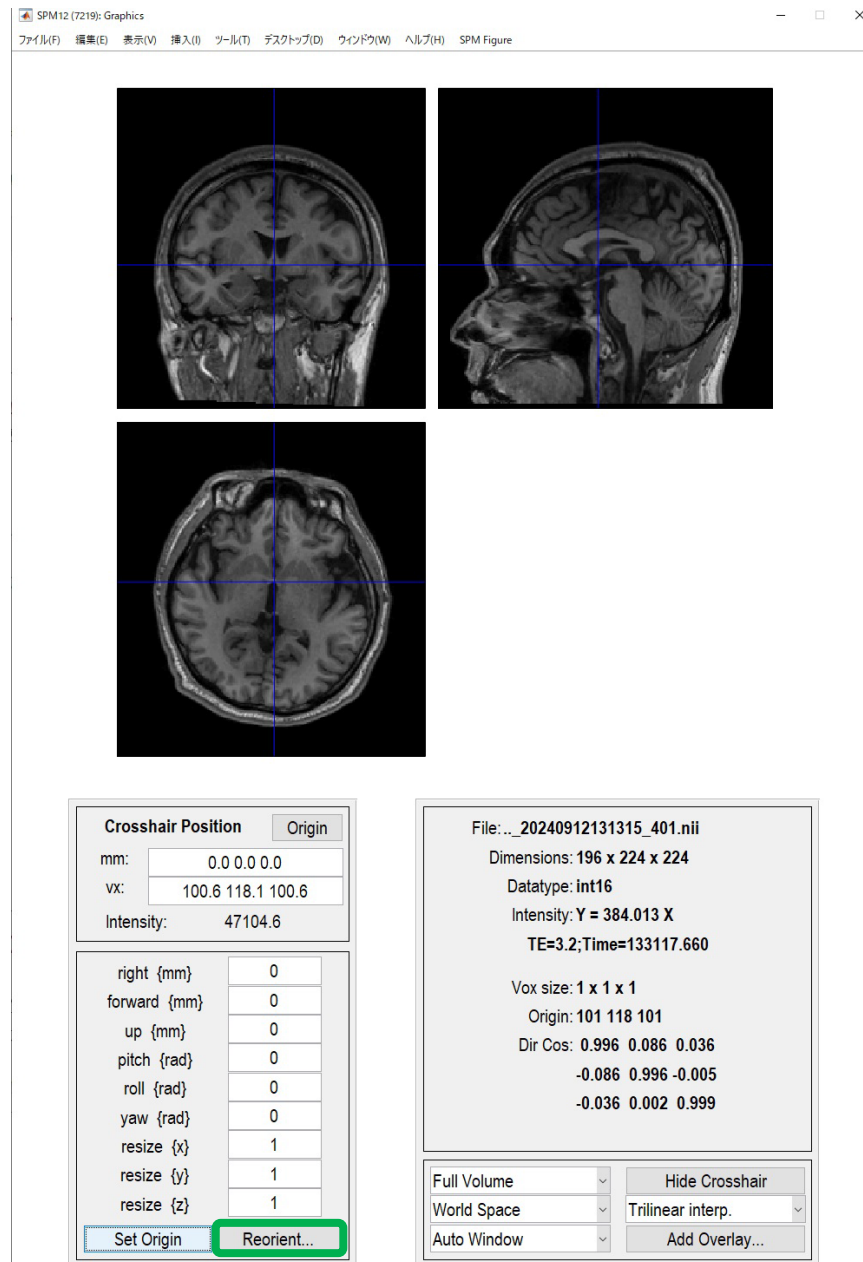 SPM12 (7219): Graphics
ファイル(F) 編集(E) 表示(V) 挿入(I) ツール(T) デスクトップ(D) ウィンドウ(W) ヘルプ(H) SPM Figure
Crosshair Position Origin
mm: 0.0 0.0 0.0
vx: 100.6 118.1 100.6
Intensity: 47104.6
right {mm} 0
forward {mm} 0
up {mm} 0
pitch {rad} 0
roll {rad} 0
yaw {rad} 0
resize {x} 1
resize {y} 1
resize {z} 1
Set Origin Reorient...
File: .._20240912131315_401.nii
Dimensions: 196 x 224 x 224
Datatype: int16
Intensity: Y = 384.013 X
TE=3.2;Time=133117.660
Vox size: 1 x 1 x 1
Origin: 101 118 101
Dir Cos: 0.996 0.086 0.036
-0.086 0.996 -0.005
-0.036 0.002 0.999
Full Volume Hide Crosshair
World Space Trilinear interp.
Auto Window Add Overlay...